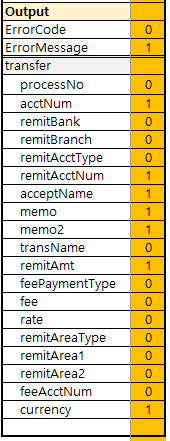 Output
ErrorCode 0
ErrorMessage 1
transfer
processNo 0
acctNum 1
remitBank 0
remitBranch 0
remitAcctType 0
remitAcctNum 1
acceptName 1
memo 1
memo2 1
transName 0
remitAmt 1
feePaymentType 0
fee 0
rate 0
remitAreaType 0
remitArea1 0
remitArea2 0
feeAcctNum 0
currency 1